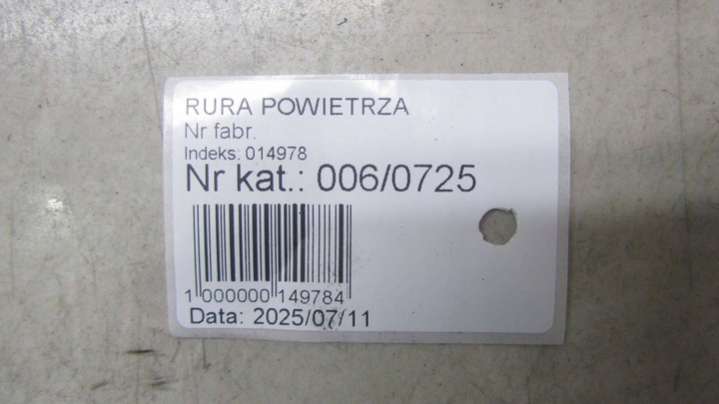 RURA POWIETRZA
Nr fabr.
Indeks: 014978
Nr kat.: 006/0725
1 000000 149784
Data: 2025/07/11